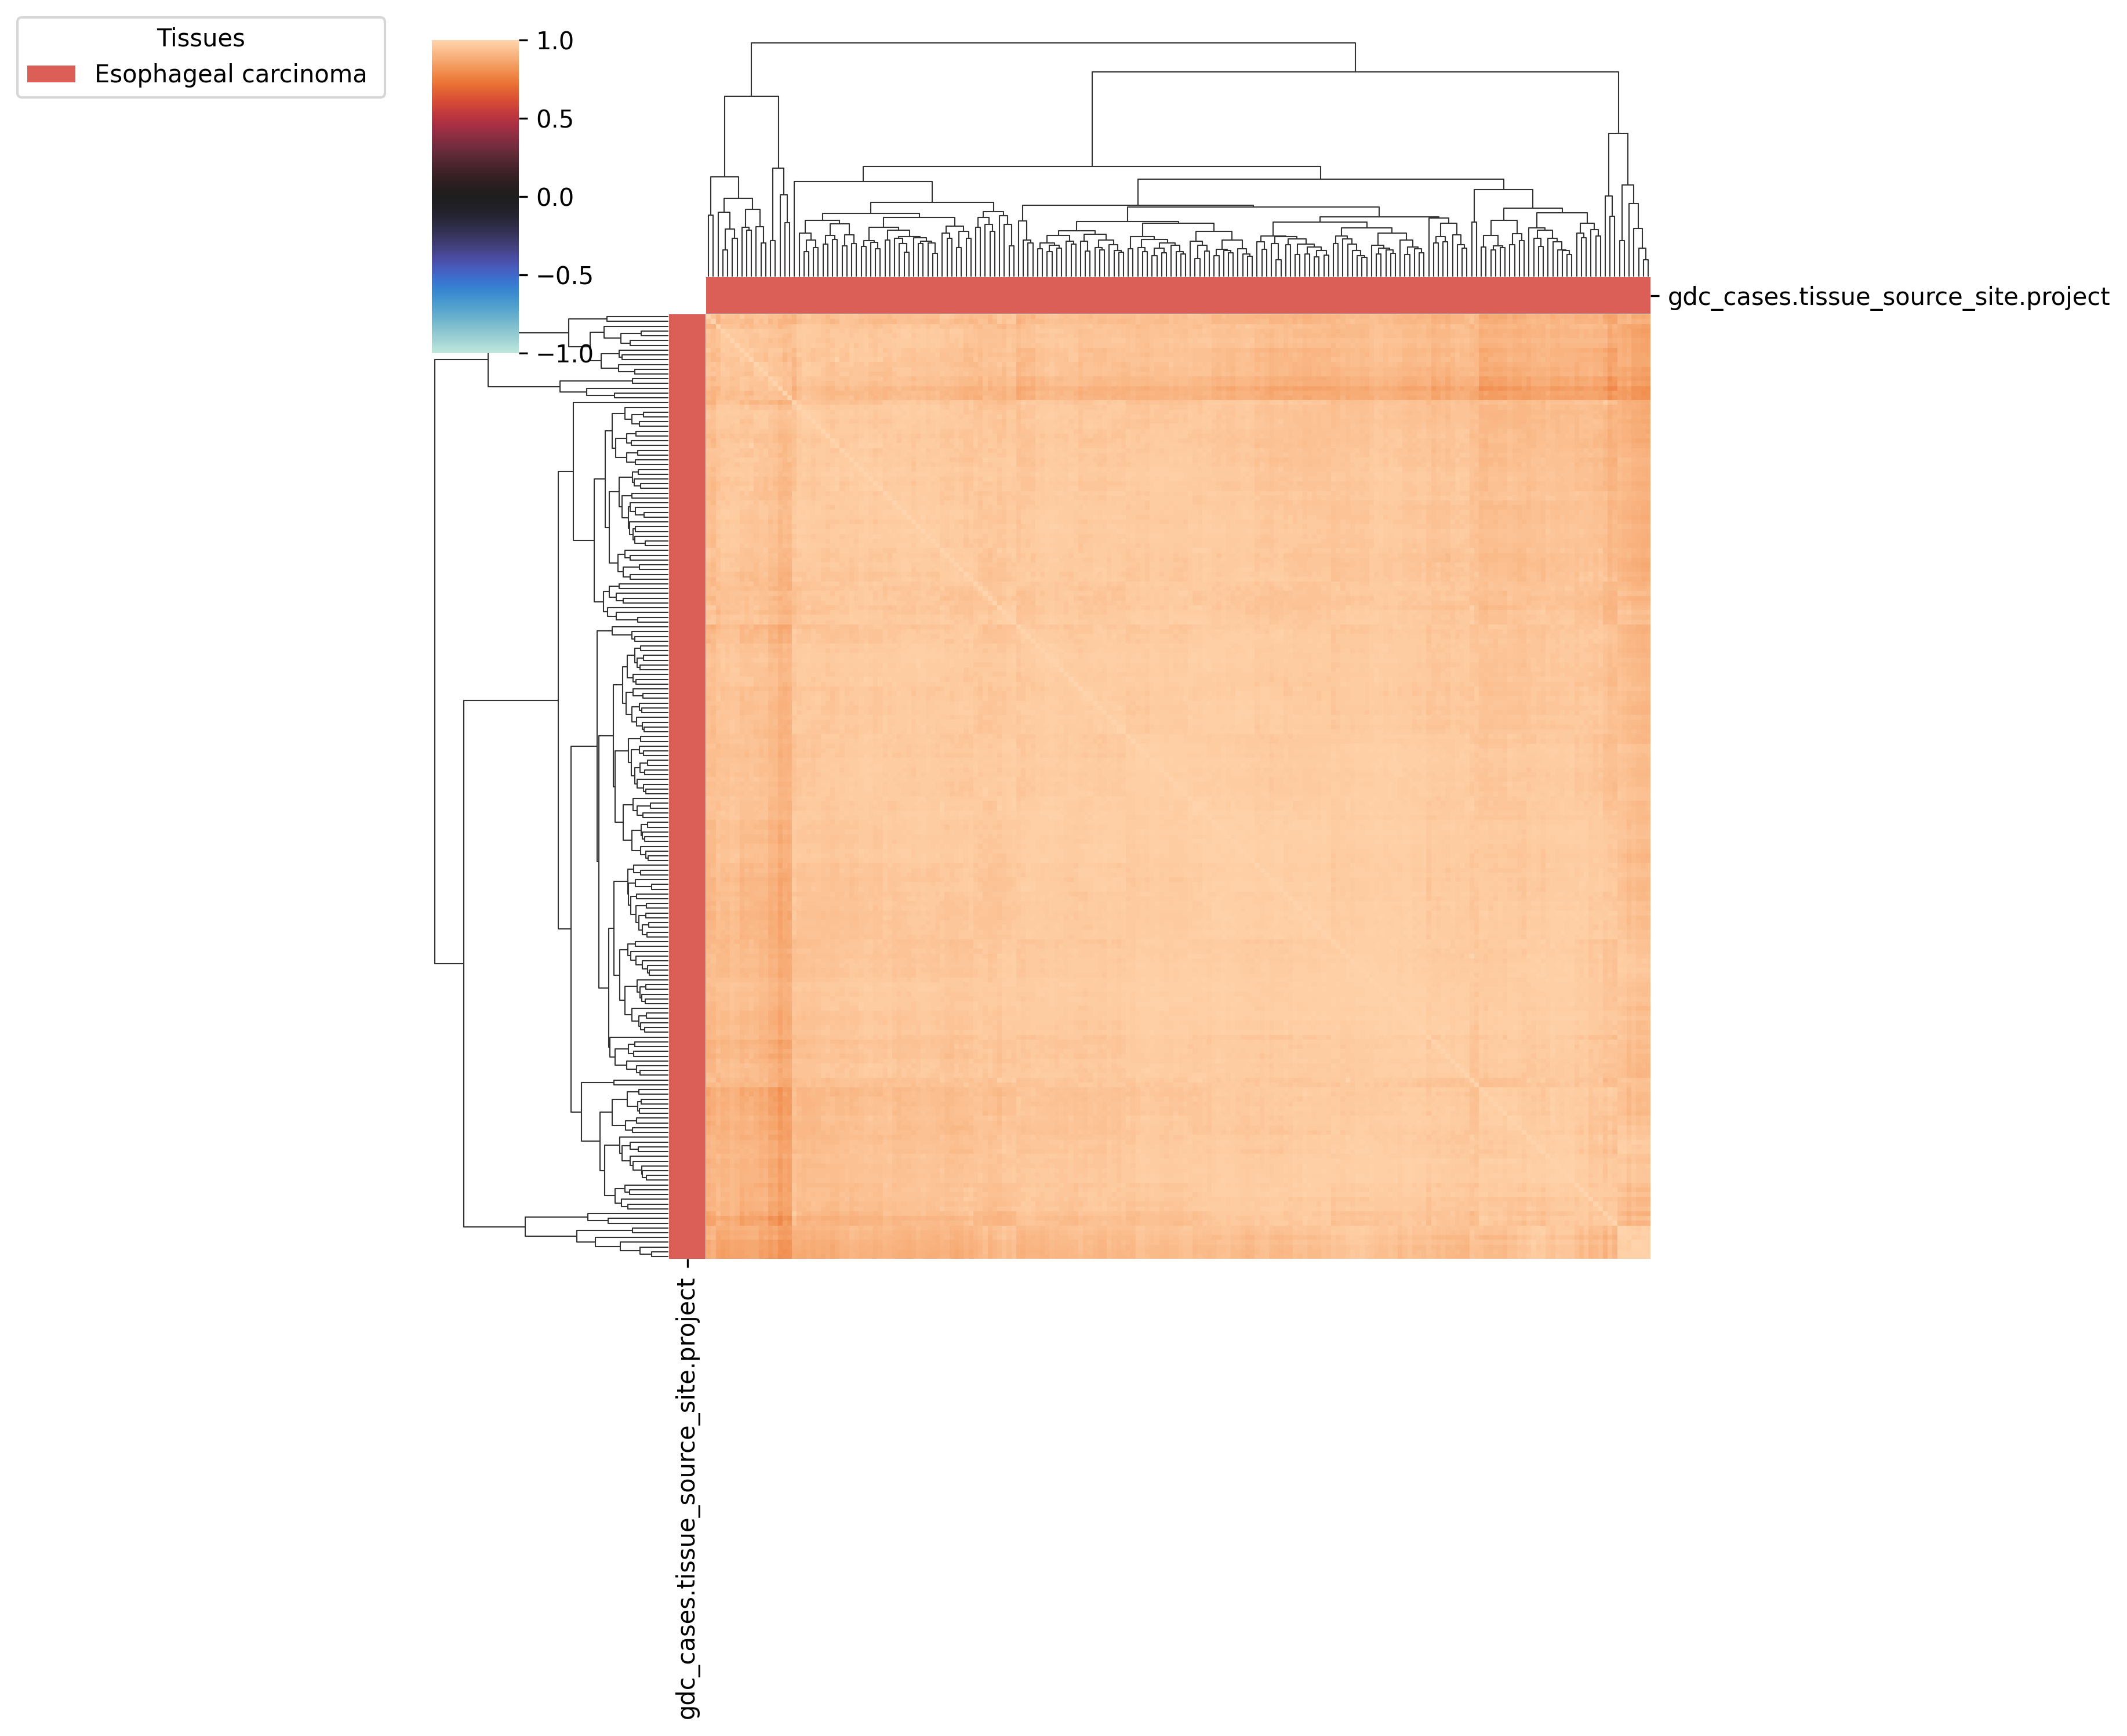 Tissues
Esophageal carcinoma
1.0
0.5
0.0
−0.5
−1.0
gdc_cases.tissue_source_site.project
gdc_cases.tissue_source_site.project